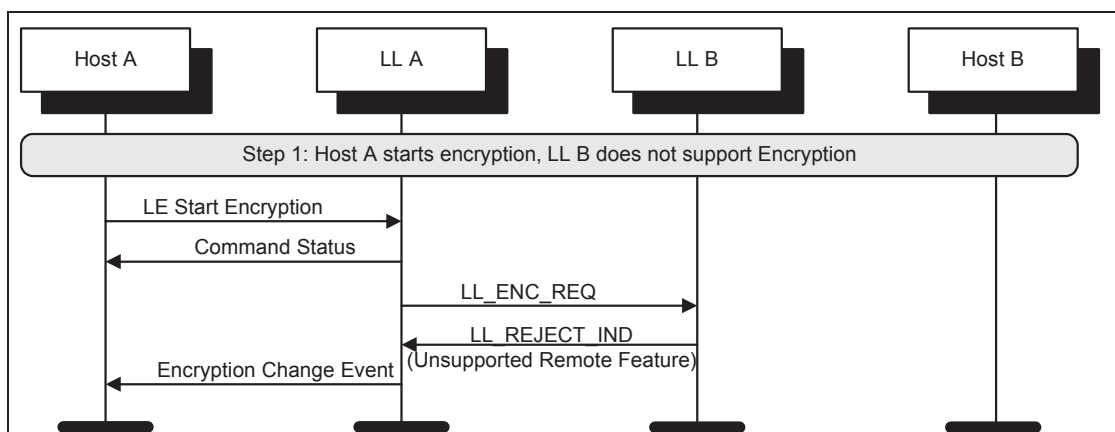 Host A
LL A
LL B
Host B
Step 1: Host A starts encryption, LL B does not support Encryption
LE Start Encryption
Command Status
LL_ENC_REQ
LL_REJECT_IND
(Unsupported Remote Feature)
Encryption Change Event